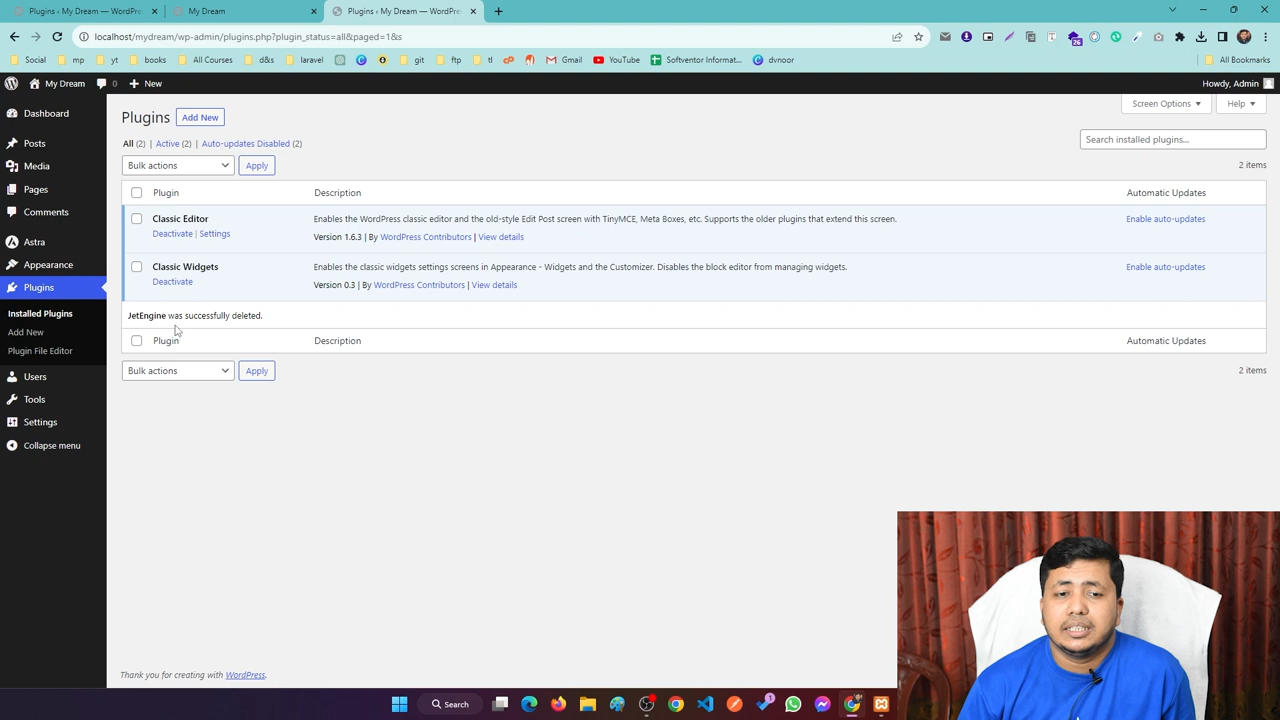 Plugins ‹ My Dream — WordPre
My Dream
Plugins ‹ My Dream — WordPre
localhost/mydream/wp-admin/plugins.php?plugin_status=all&paged=1&s
Social mp yt books All Courses d&s laravel git ftp tl Gmail YouTube Softventor Informat... dvnoor All Bookmarks
My Dream 0 New Howdy, Admin
Dashboard
Posts
Media
Pages
Comments
Astra
Appearance
Plugins
Installed Plugins
Add New
Plugin File Editor
Users
Tools
Settings
Collapse menu
Plugins Add New
Screen Options Help
All (2) | Active (2) | Auto-updates Disabled (2)
Search installed plugins...
Bulk actions Apply
2 items
Plugin Description Automatic Updates
Classic Editor Enables the WordPress classic editor and the old-style Edit Post screen with TinyMCE, Meta Boxes, etc. Supports the older plugins that extend this screen. Enable auto-updates
Deactivate | Settings Version 1.6.3 | By WordPress Contributors | View details
Classic Widgets Enables the classic widgets settings screens in Appearance - Widgets and the Customizer. Disables the block editor from managing widgets. Enable auto-updates
Deactivate Version 0.3 | By WordPress Contributors | View details
JetEngine was successfully deleted.
Plugin Description Automatic Updates
Bulk actions Apply
2 items
Thank you for creating with WordPress.
Search